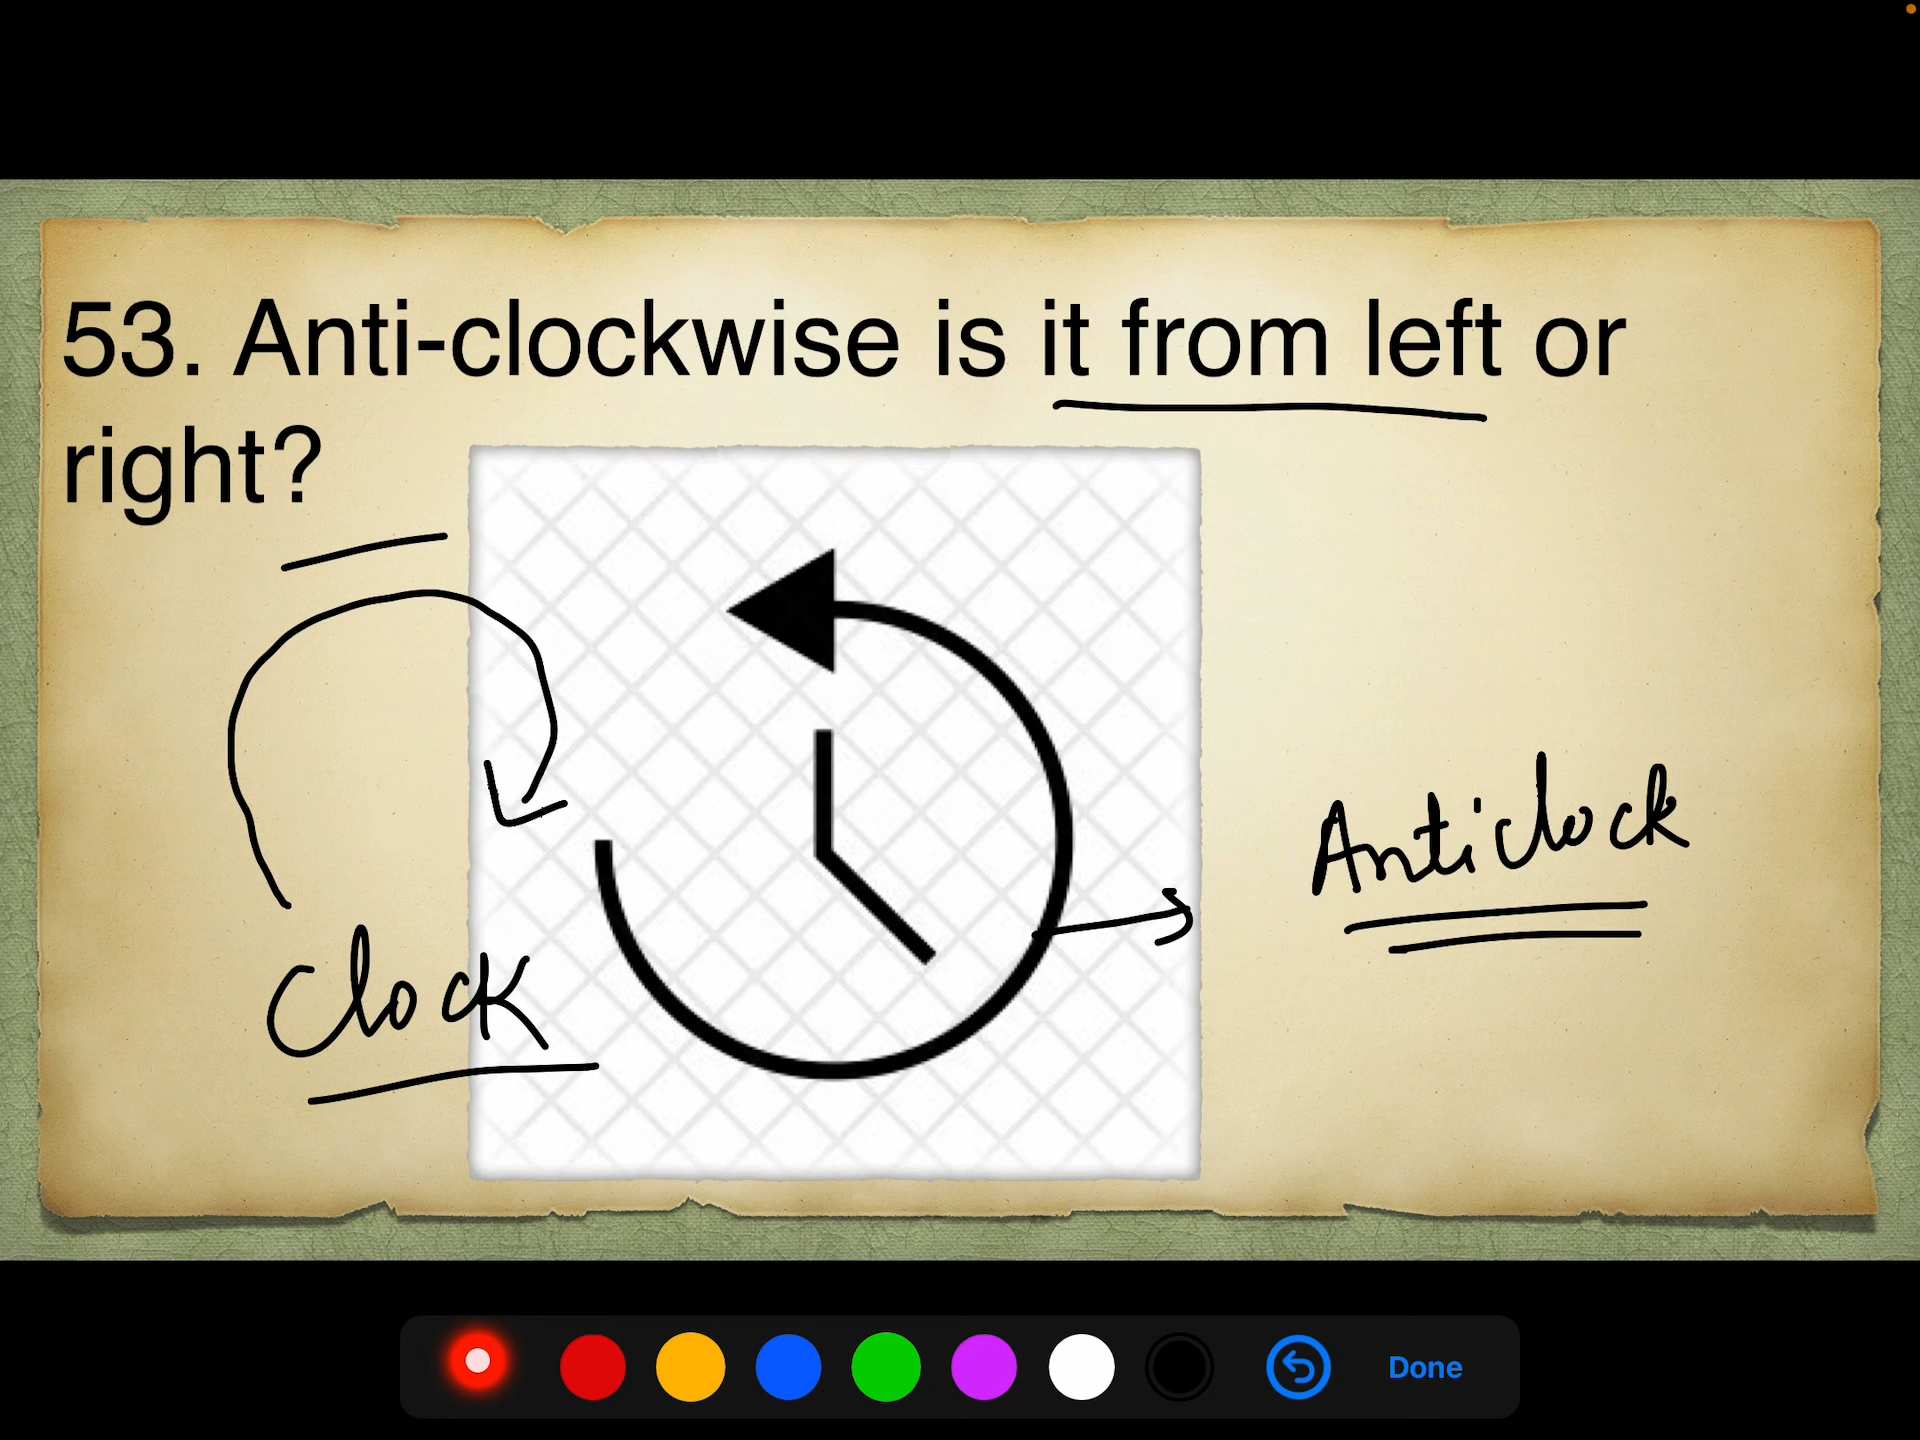 53. Anti-clockwise is it from left or
right?
Anticlock
Clock
Done